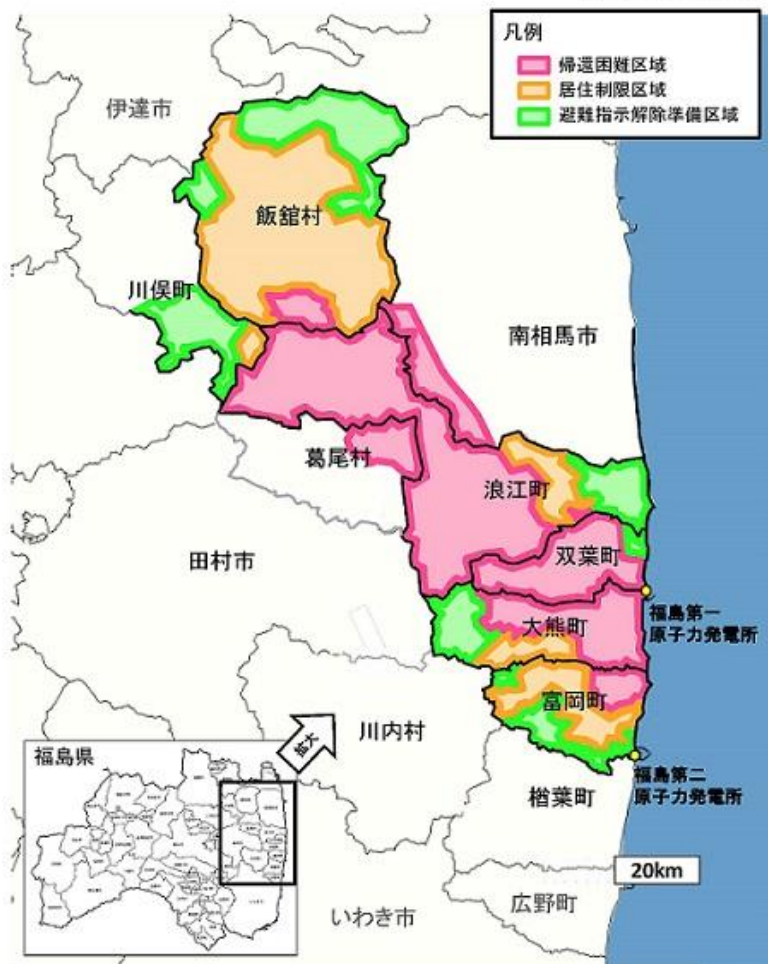 凡例
帰還困難区域
居住制限区域
避難指示解除準備区域
伊達市
飯舘村
川俣町
南相馬市
葛尾村
浪江町
双葉町
田村市
福島第一
原子力発電所
大熊町
富岡町
川内村
拡大
福島県
福島第二
原子力発電所
楢葉町
20km
広野町
いわき市